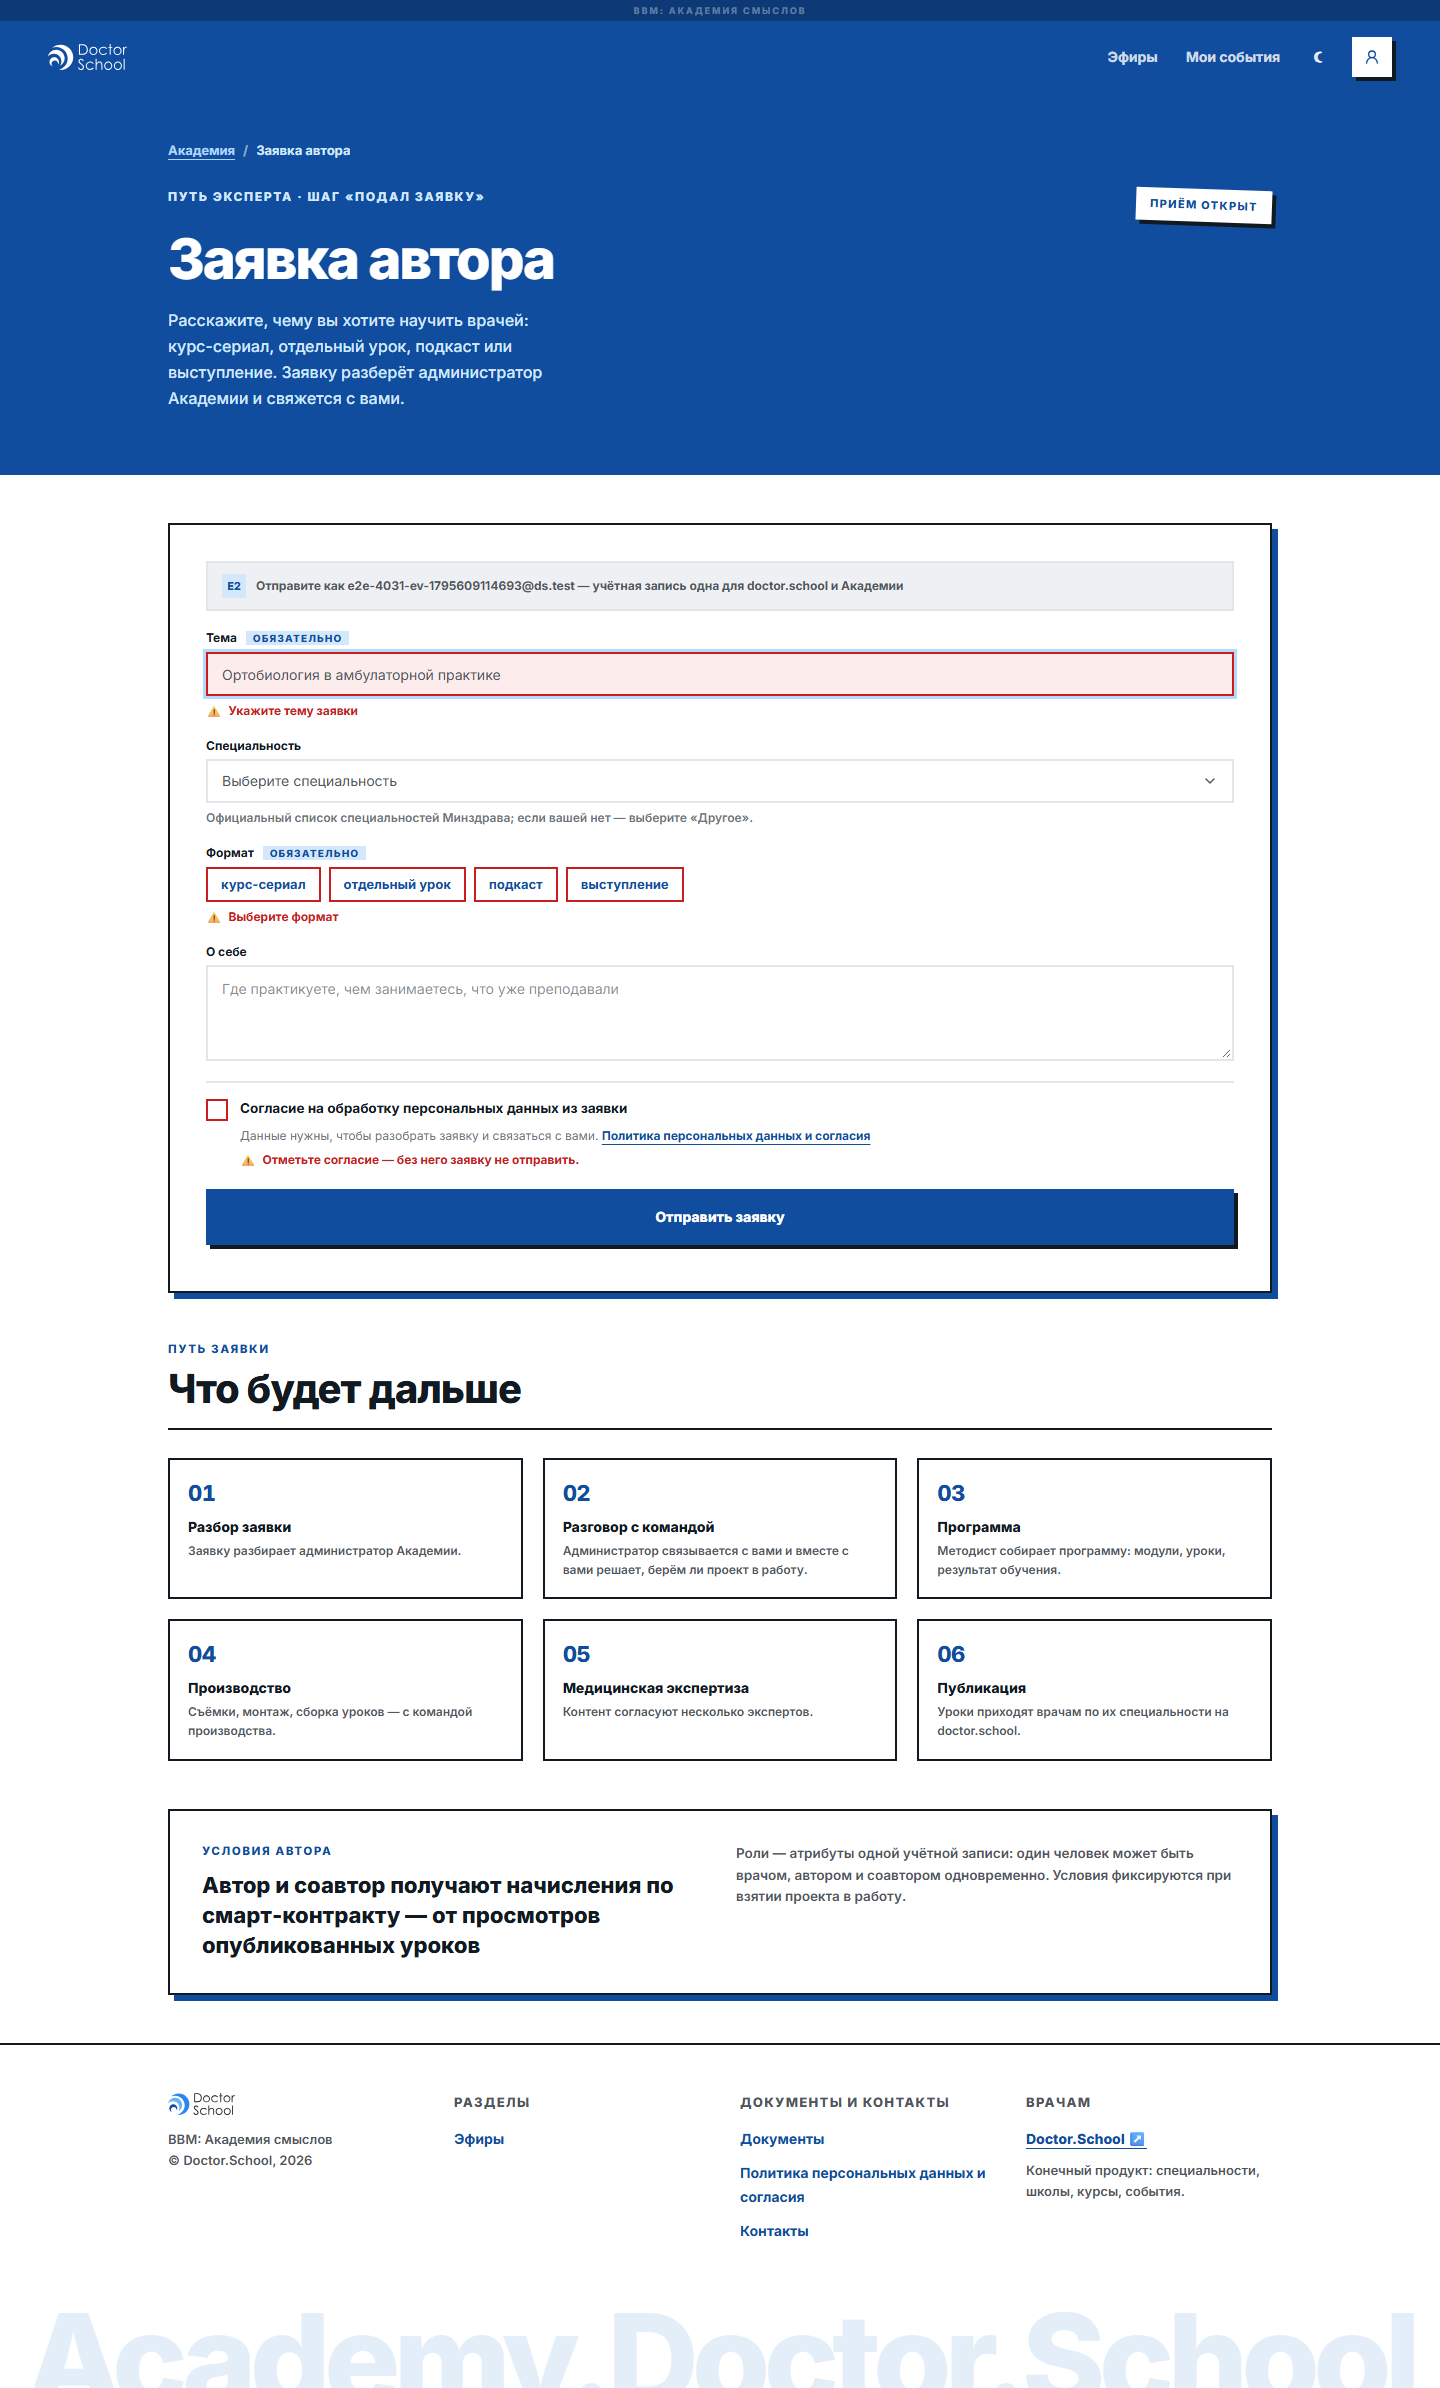 ВВМ: АКАДЕМИЯ СМЫСЛОВ
Doctor School
Эфиры
Мои события
Академия / Заявка автора
ПУТЬ ЭКСПЕРТА · ШАГ «ПОДАЛ ЗАЯВКУ»
ПРИЁМ ОТКРЫТ
Заявка автора
Расскажите, чему вы хотите научить врачей:
курс-сериал, отдельный урок, подкаст или
выступление. Заявку разберёт администратор
Академии и свяжется с вами.
E2 Отправите как e2e-4031-ev-1795609114693@ds.test — учётная запись одна для doctor.school и Академии
Тема ОБЯЗАТЕЛЬНО
Ортобиология в амбулаторной практике
Укажите тему заявки
Специальность
Выберите специальность
Официальный список специальностей Минздрава; если вашей нет — выберите «Другое».
Формат ОБЯЗАТЕЛЬНО
курс-сериал
отдельный урок
подкаст
выступление
Выберите формат
О себе
Где практикуете, чем занимаетесь, что уже преподавали
Согласие на обработку персональных данных из заявки
Данные нужны, чтобы разобрать заявку и связаться с вами. Политика персональных данных и согласия
Отметьте согласие — без него заявку не отправить.
Отправить заявку
ПУТЬ ЗАЯВКИ
Что будет дальше
01
Разбор заявки
Заявку разбирает администратор Академии.
02
Разговор с командой
Администратор связывается с вами и вместе с
вами решает, берём ли проект в работу.
03
Программа
Методист собирает программу: модули, уроки,
результат обучения.
04
Производство
Съёмки, монтаж, сборка уроков — с командой
производства.
05
Медицинская экспертиза
Контент согласуют несколько экспертов.
06
Публикация
Уроки приходят врачам по их специальности на
doctor.school.
УСЛОВИЯ АВТОРА
Автор и соавтор получают начисления по
смарт-контракту — от просмотров
опубликованных уроков
Роли — атрибуты одной учётной записи: один человек может быть
врачом, автором и соавтором одновременно. Условия фиксируются при
взятии проекта в работу.
Doctor School
ВВМ: Академия смыслов
© Doctor.School, 2026
РАЗДЕЛЫ
Эфиры
ДОКУМЕНТЫ И КОНТАКТЫ
Документы
Политика персональных данных и
согласия
Контакты
ВРАЧАМ
Doctor.School
Конечный продукт: специальности,
школы, курсы, события.
Academy.Doctor.School